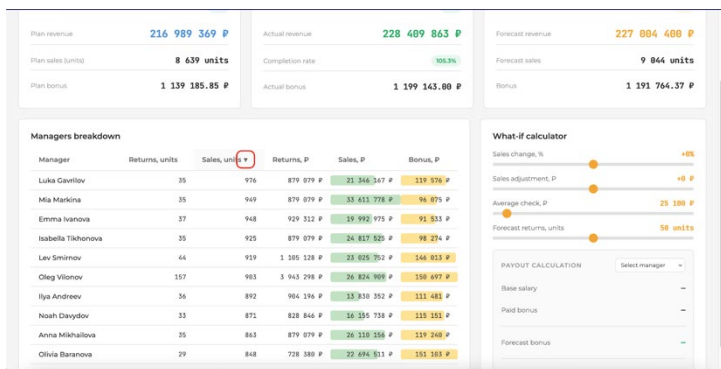 Plan revenue 216 989 369 ₽
Actual revenue 228 409 863 ₽
Forecast revenue 227 004 400 ₽
Plan sales (units) 8 639 units
Completion rate 105.3%
Forecast sales 9 044 units
Plan bonus 1 139 185.85 ₽
Actual bonus 1 199 143.00 ₽
Bonus 1 191 764.37 ₽
Managers breakdown
Manager Returns, units Sales, units ▼ Returns, ₽ Sales, ₽ Bonus, ₽
Luka Gavrilov 35 976 879 079 ₽ 21 346 167 ₽ 119 576 ₽
Mia Markina 35 949 879 079 ₽ 33 611 778 ₽ 96 075 ₽
Emma Ivanova 37 948 929 312 ₽ 19 992 975 ₽ 91 533 ₽
Isabella Tikhonova 35 925 879 079 ₽ 24 817 525 ₽ 98 274 ₽
Lev Smirnov 44 919 1 105 128 ₽ 23 025 752 ₽ 146 013 ₽
Oleg Vilonov 157 903 3 943 298 ₽ 26 824 909 ₽ 150 697 ₽
Ilya Andreev 36 892 904 196 ₽ 13 830 352 ₽ 111 481 ₽
Noah Davydov 33 871 828 846 ₽ 16 155 738 ₽ 115 151 ₽
Anna Mikhailova 35 863 879 079 ₽ 26 110 156 ₽ 119 240 ₽
Olivia Baranova 29 848 728 380 ₽ 22 694 511 ₽ 151 103 ₽
What-if calculator
Sales change, % +0%
Sales adjustment, ₽ +0 ₽
Average check, ₽ 25 100 ₽
Forecast returns, units 50 units
PAYOUT CALCULATION Select manager
Base salary –
Paid bonus –
Forecast bonus –